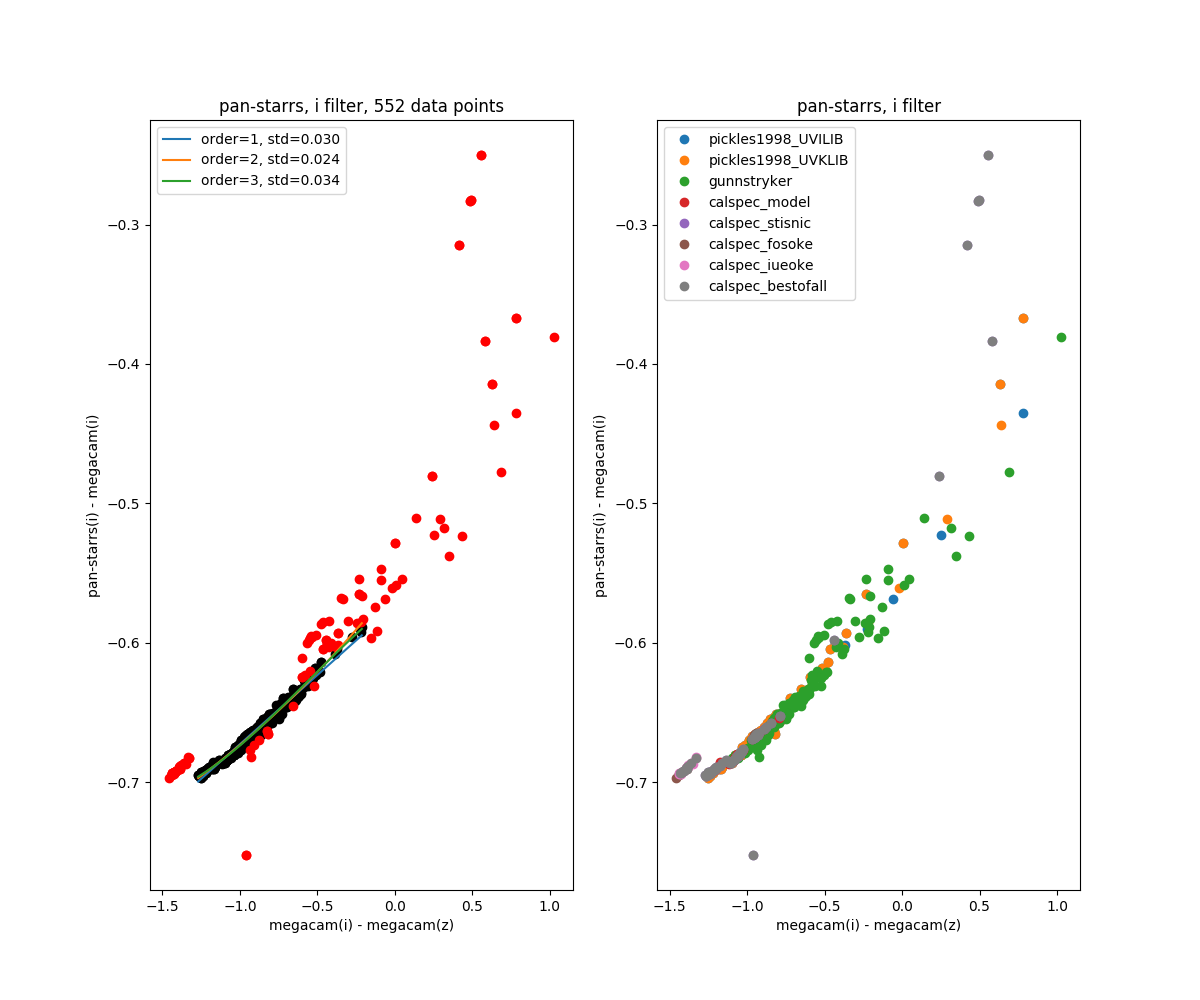 pan-starrs, i filter, 552 data points
order=1, std=0.030
order=2, std=0.024
order=3, std=0.034
−0.3
−0.4
−0.5
−0.6
−0.7
pan-starrs(i) - megacam(i)
−1.5 −1.0 −0.5 0.0 0.5 1.0
megacam(i) - megacam(z)
pan-starrs, i filter
pickles1998_UVILIB
pickles1998_UVKLIB
gunnstryker
calspec_model
calspec_stisnic
calspec_fosoke
calspec_iueoke
calspec_bestofall
−0.3
−0.4
−0.5
−0.6
−0.7
pan-starrs(i) - megacam(i)
−1.5 −1.0 −0.5 0.0 0.5 1.0
megacam(i) - megacam(z)